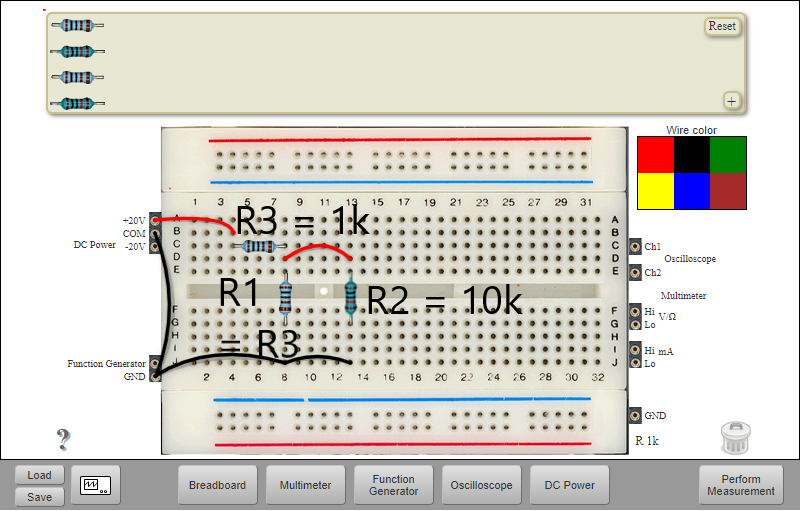 Reset
+
Wire color
1 3 5 7 9 11 13 15 17 19 21 23 25 27 29 31
+20V
COM
DC Power
-20V
A
B
C
D
E
A
B
C
D
E
R3 = 1k
Ch1
Oscilloscope
Ch2
Multimeter
R1
R2 = 10k
= R3
F
G
H
I
J
F
G
H
I
J
Hi
V/Ω
Lo
Hi
mA
Lo
Function Generator
GND
2 4 6 8 10 12 14 16 18 20 22 24 26 28 30 32
GND
?
R 1k
Load
Save
Breadboard
Multimeter
Function
Generator
Oscilloscope
DC Power
Perform
Measurement